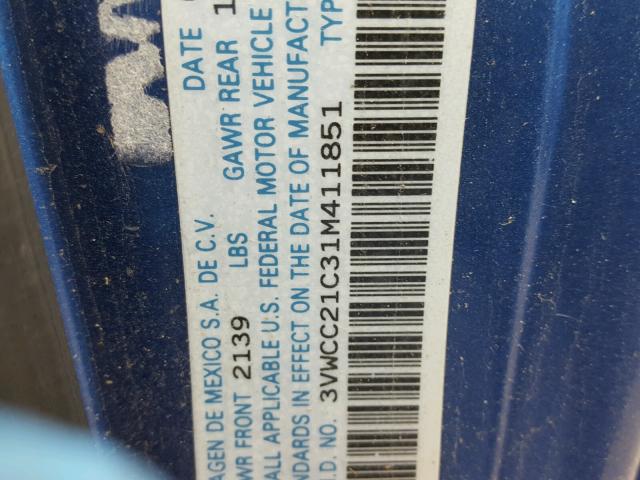 AGEN DE MEXICO S.A. DE C.V. DATE
WR FRONT 2139 LBS GAWR REAR 1
ALL APPLICABLE U.S. FEDERAL MOTOR VEHICLE
NDARDS IN EFFECT ON THE DATE OF MANUFACT
.D. NO. 3VWCC21C31M411851 TYP